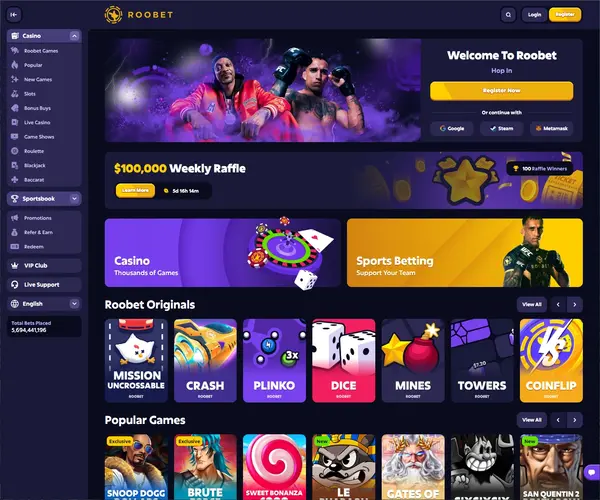 ROOBET
Login
Register
Casino
Roobet Games
Popular
New Games
Slots
Bonus Buys
Live Casino
Game Shows
Roulette
Blackjack
Baccarat
Sportsbook
Promotions
Refer & Earn
Redeem
VIP Club
Live Support
English
Total Bets Placed
5,694,441,196
Welcome To Roobet
Hop In
Register Now
Or continue with
Google
Steam
Metamask
$100,000 Weekly Raffle
Learn More
5d 16h 14m
100 Raffle Winners
Casino
Thousands of Games
Sports Betting
Support Your Team
Roobet Originals
View All
MISSION
UNCROSSABLE
ROOBET
CRASH
ROOBET
3x
PLINKO
ROOBET
DICE
ROOBET
MINES
ROOBET
TOWERS
ROOBET
VS
COINFLIP
ROOBET
Popular Games
View All
Exclusive
SNOOP DOGG
Exclusive
BRUTE
SWEET BONANZA
New
LE
GATES OF
SIXSIXSIX
New
SAN QUENTIN 2